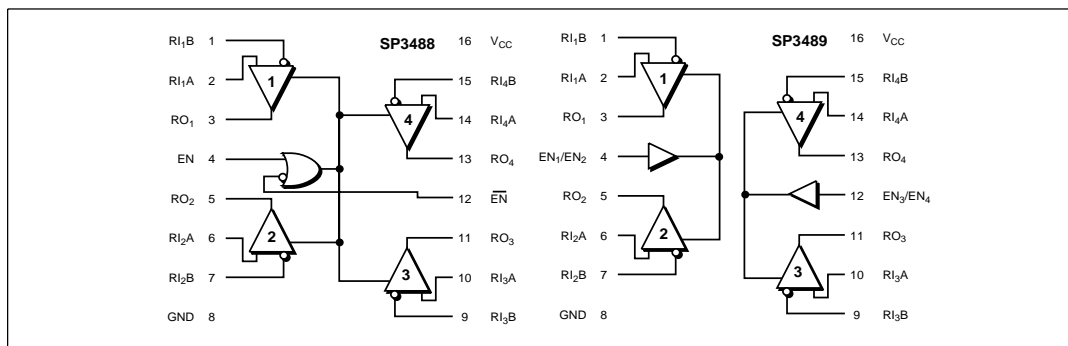 SP3488
RI₁B 1
RI₁A 2
RO₁ 3
EN 4
RO₂ 5
RI₂A 6
RI₂B 7
GND 8
16 V_CC
15 RI₄B
14 RI₄A
13 RO₄
12 E̅N̅
11 RO₃
10 RI₃A
9 RI₃B
1
2
4
3
SP3489
RI₁B 1
RI₁A 2
RO₁ 3
EN₁/EN₂ 4
RO₂ 5
RI₂A 6
RI₂B 7
GND 8
16 V_CC
15 RI₄B
14 RI₄A
13 RO₄
12 EN₃/EN₄
11 RO₃
10 RI₃A
9 RI₃B
1
2
4
3